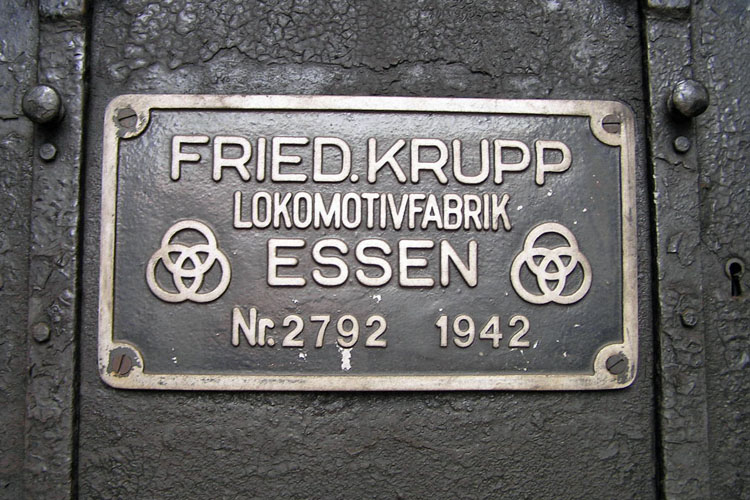 FRIED.KRUPP
LOKOMOTIVFABRIK
ESSEN
Nr. 2792 1942